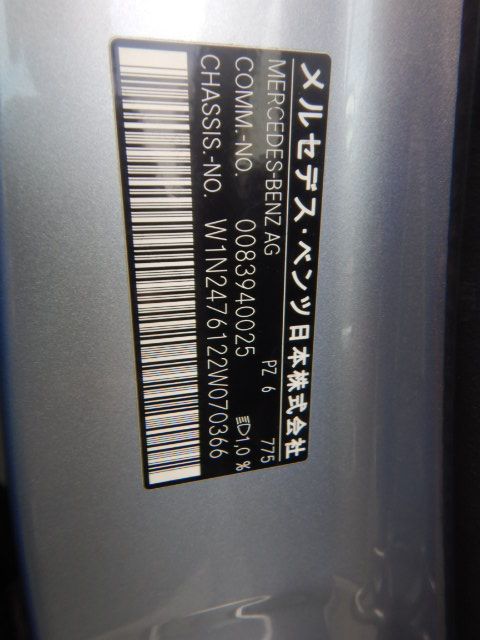 メルセデス・ベンツ日本株式会社
MERCEDES-BENZ AG PZ 6 775
COMM.-NO. 0083940025 1,0 %
CHASSIS.-NO. W1N2476122W070366